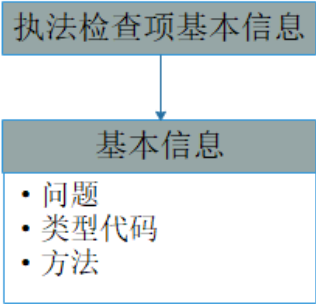 执法检查项基本信息
基本信息
• 问题
• 类型代码
• 方法